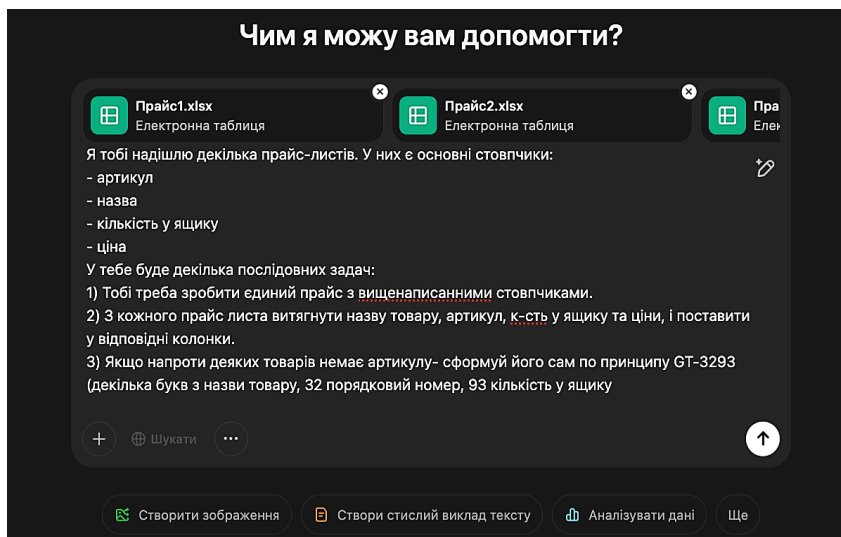 Чим я можу вам допомогти?
Прайс1.xlsx
Електронна таблиця
Прайс2.xlsx
Електронна таблиця
Пра
Елек
Я тобі надішлю декілька прайс-листів. У них є основні стовпчики:
- артикул
- назва
- кількість у ящику
- ціна
У тебе буде декілька послідовних задач:
1) Тобі треба зробити єдиний прайс з вищенаписанними стовпчиками.
2) З кожного прайс листа витягнути назву товару, артикул, к-сть у ящику та ціни, і поставити
у відповідні колонки.
3) Якщо напроти деяких товарів немає артикулу- сформуй його сам по принципу GT-3293
(декілька букв з назви товару, 32 порядковий номер, 93 кількість у ящику
Шукати
Створити зображення
Створи стислий виклад тексту
Аналізувати дані
Ще